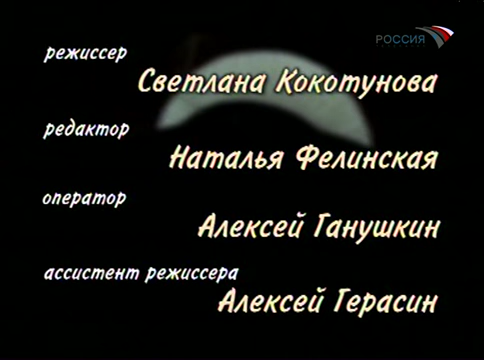 РОССИЯ
режиссер
Светлана Кокотунова
редактор
Наталья Фелинская
оператор
Алексей Ганушкин
ассистент режиссера
Алексей Герасин